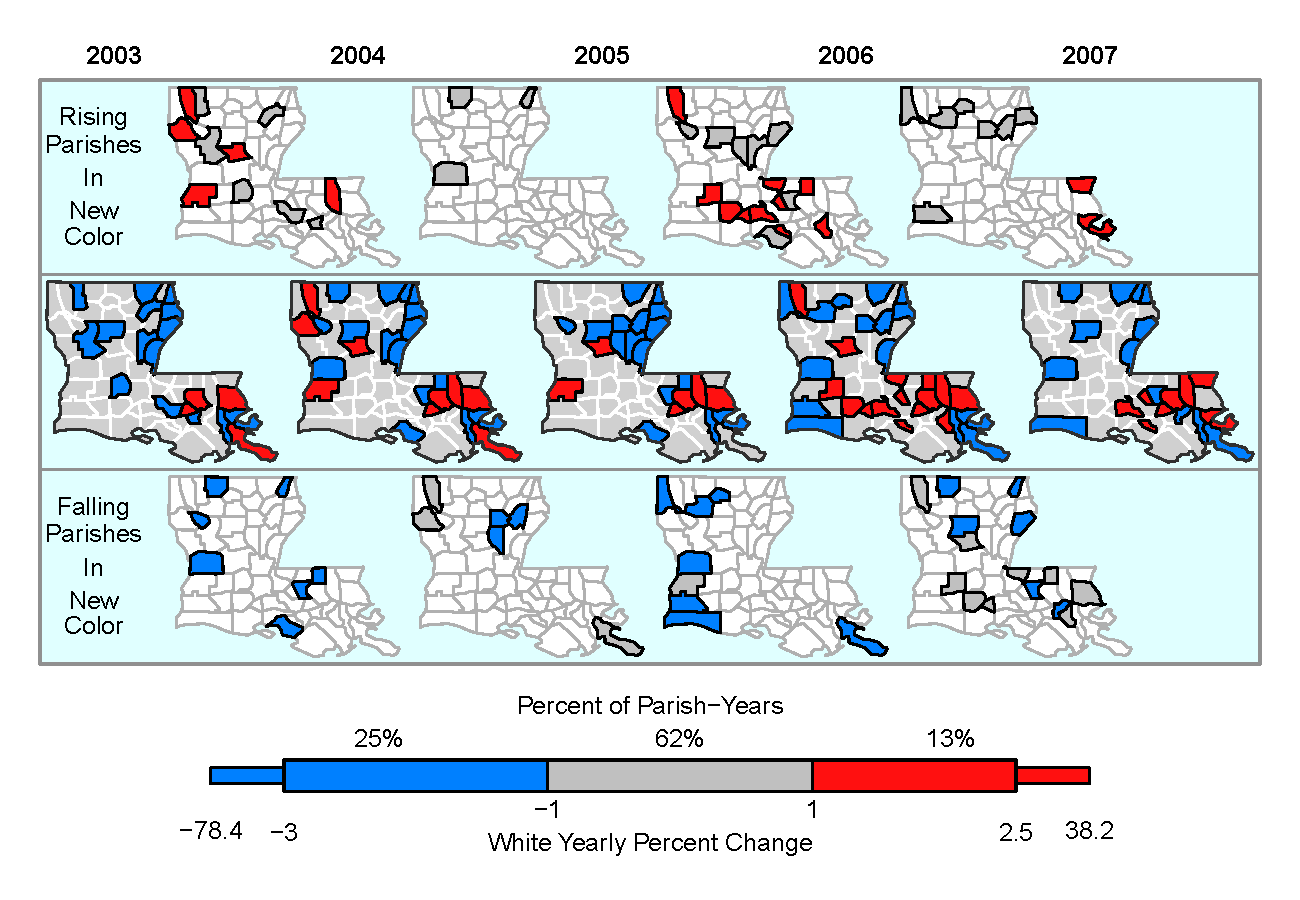 2003 2004 2005 2006 2007
Rising
Parishes
In
New
Color
Falling
Parishes
In
New
Color
Percent of Parish−Years
25% 62% 13%
−1 1
−78.4 −3 2.5 38.2
White Yearly Percent Change